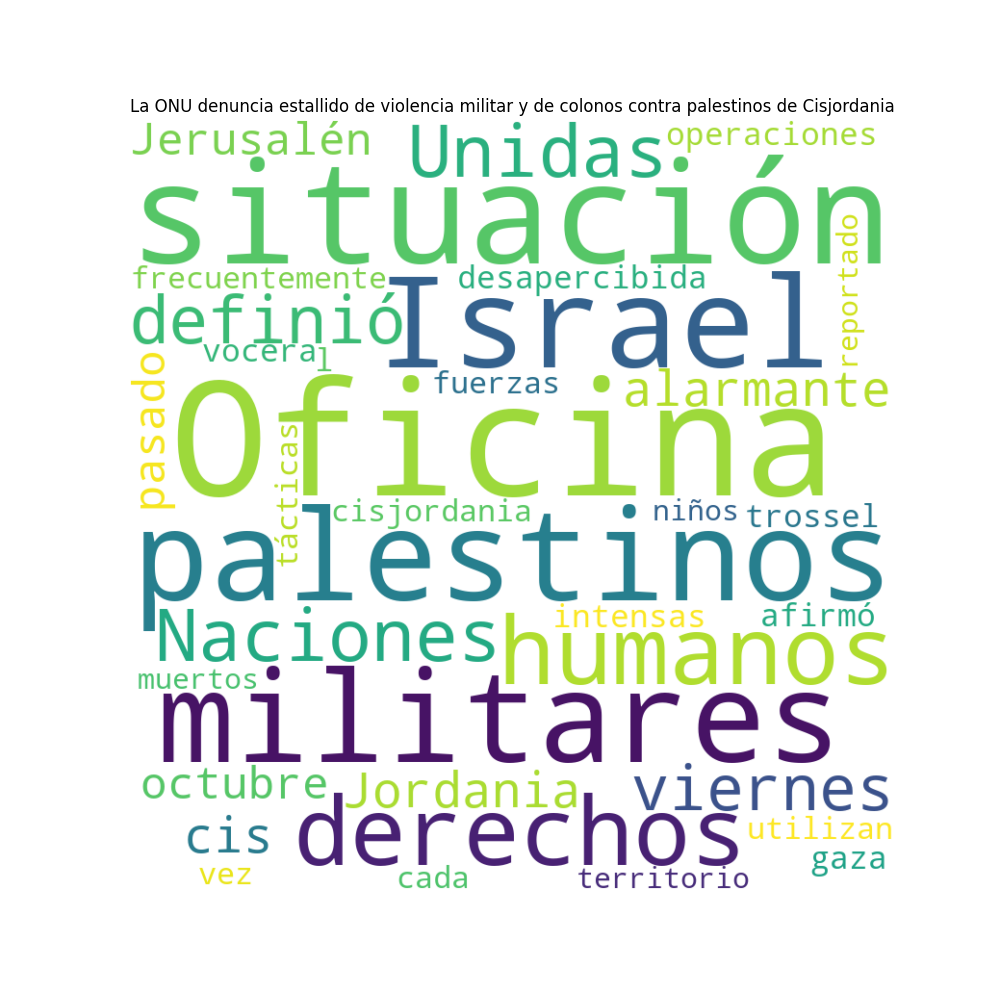 La ONU denuncia estallido de violencia militar y de colonos contra palestinos de Cisjordania
Jerusalén
Unidas
operaciones
situación
reportado
frecuentemente
desapercibida
definió
Israel
vocera
l
pasado
fuerzas
alarmante
Oficina
tácticas
cisjordania
niños
trossel
palestinos
Naciones
intensas
afirmó
humanos
muertos
militares
octubre
Jordania
viernes
cis
derechos
utilizan
gaza
vez
cada
territorio